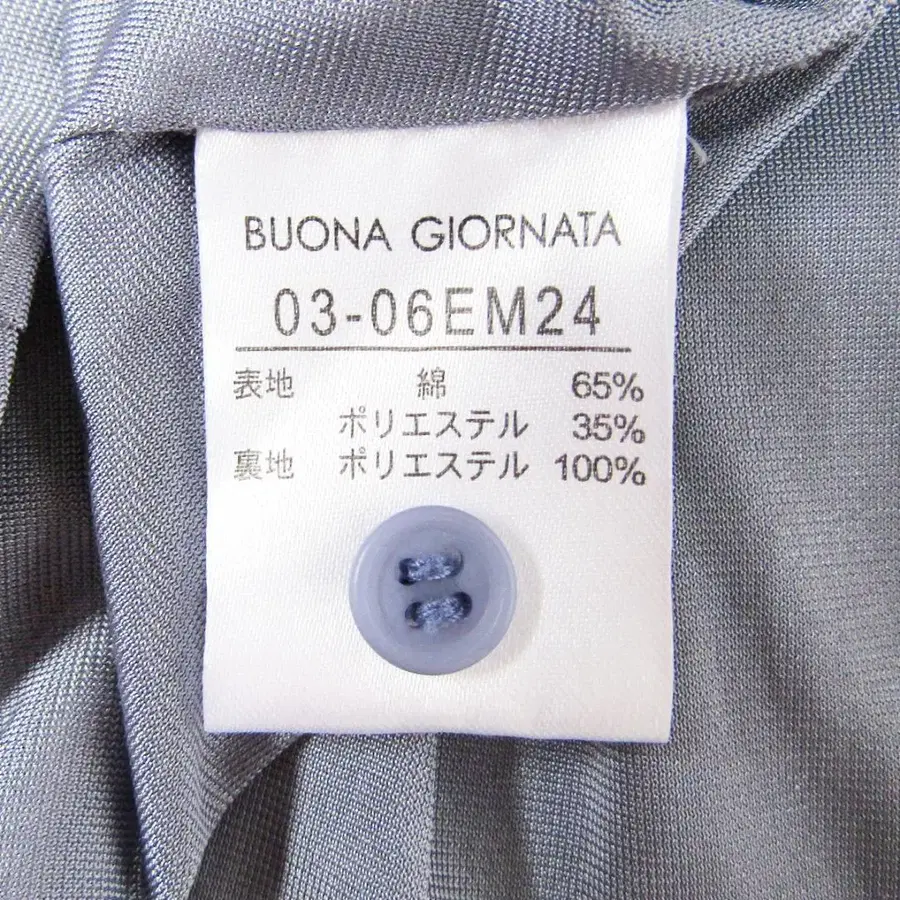 BUONA GIORNATA
03-06EM24
表地 綿 65%
ポリエステル 35%
裏地 ポリエステル 100%